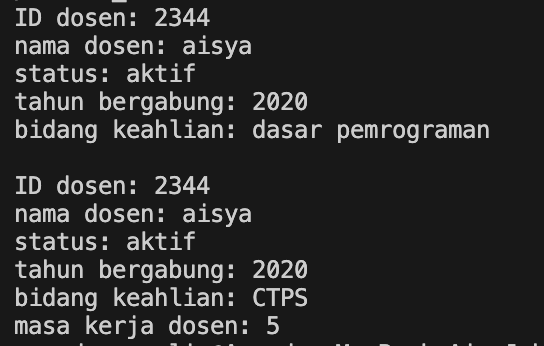 ID dosen: 2344
nama dosen: aisya
status: aktif
tahun bergabung: 2020
bidang keahlian: dasar pemrograman
ID dosen: 2344
nama dosen: aisya
status: aktif
tahun bergabung: 2020
bidang keahlian: CTPS
masa kerja dosen: 5